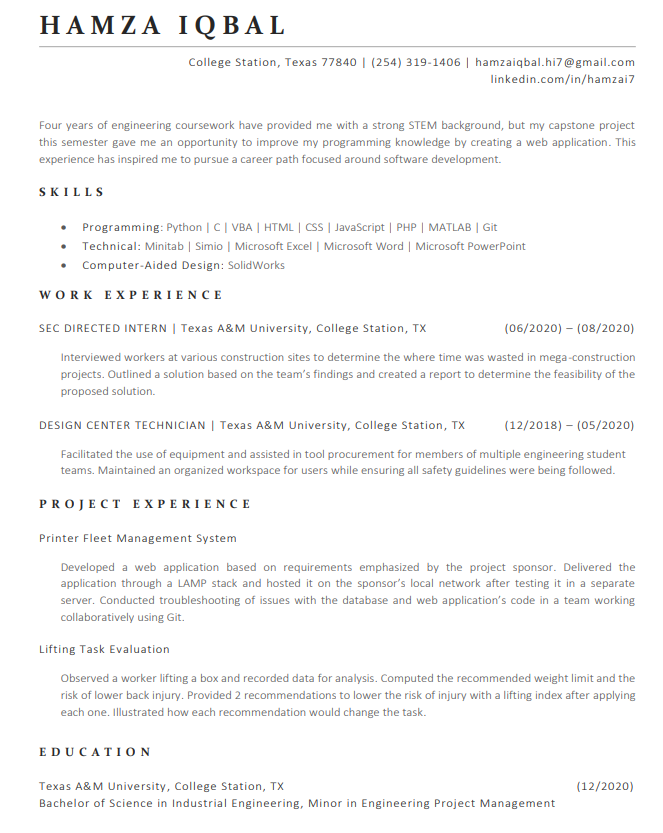 HAMZA IQBAL
College Station, Texas 77840 | (254) 319-1406 | hamzaiqbal.hi7@gmail.com
linkedin.com/in/hamzai7
Four years of engineering coursework have provided me with a strong STEM background, but my capstone project
this semester gave me an opportunity to improve my programming knowledge by creating a web application. This
experience has inspired me to pursue a career path focused around software development.
SKILLS
• Programming: Python | C | VBA | HTML | CSS | JavaScript | PHP | MATLAB | Git
• Technical: Minitab | Simio | Microsoft Excel | Microsoft Word | Microsoft PowerPoint
• Computer-Aided Design: SolidWorks
WORK EXPERIENCE
SEC DIRECTED INTERN | Texas A&M University, College Station, TX (06/2020) – (08/2020)
Interviewed workers at various construction sites to determine the where time was wasted in mega-construction
projects. Outlined a solution based on the team’s findings and created a report to determine the feasibility of the
proposed solution.
DESIGN CENTER TECHNICIAN | Texas A&M University, College Station, TX (12/2018) – (05/2020)
Facilitated the use of equipment and assisted in tool procurement for members of multiple engineering student
teams. Maintained an organized workspace for users while ensuring all safety guidelines were being followed.
PROJECT EXPERIENCE
Printer Fleet Management System
Developed a web application based on requirements emphasized by the project sponsor. Delivered the
application through a LAMP stack and hosted it on the sponsor’s local network after testing it in a separate
server. Conducted troubleshooting of issues with the database and web application’s code in a team working
collaboratively using Git.
Lifting Task Evaluation
Observed a worker lifting a box and recorded data for analysis. Computed the recommended weight limit and the
risk of lower back injury. Provided 2 recommendations to lower the risk of injury with a lifting index after applying
each one. Illustrated how each recommendation would change the task.
EDUCATION
Texas A&M University, College Station, TX (12/2020)
Bachelor of Science in Industrial Engineering, Minor in Engineering Project Management